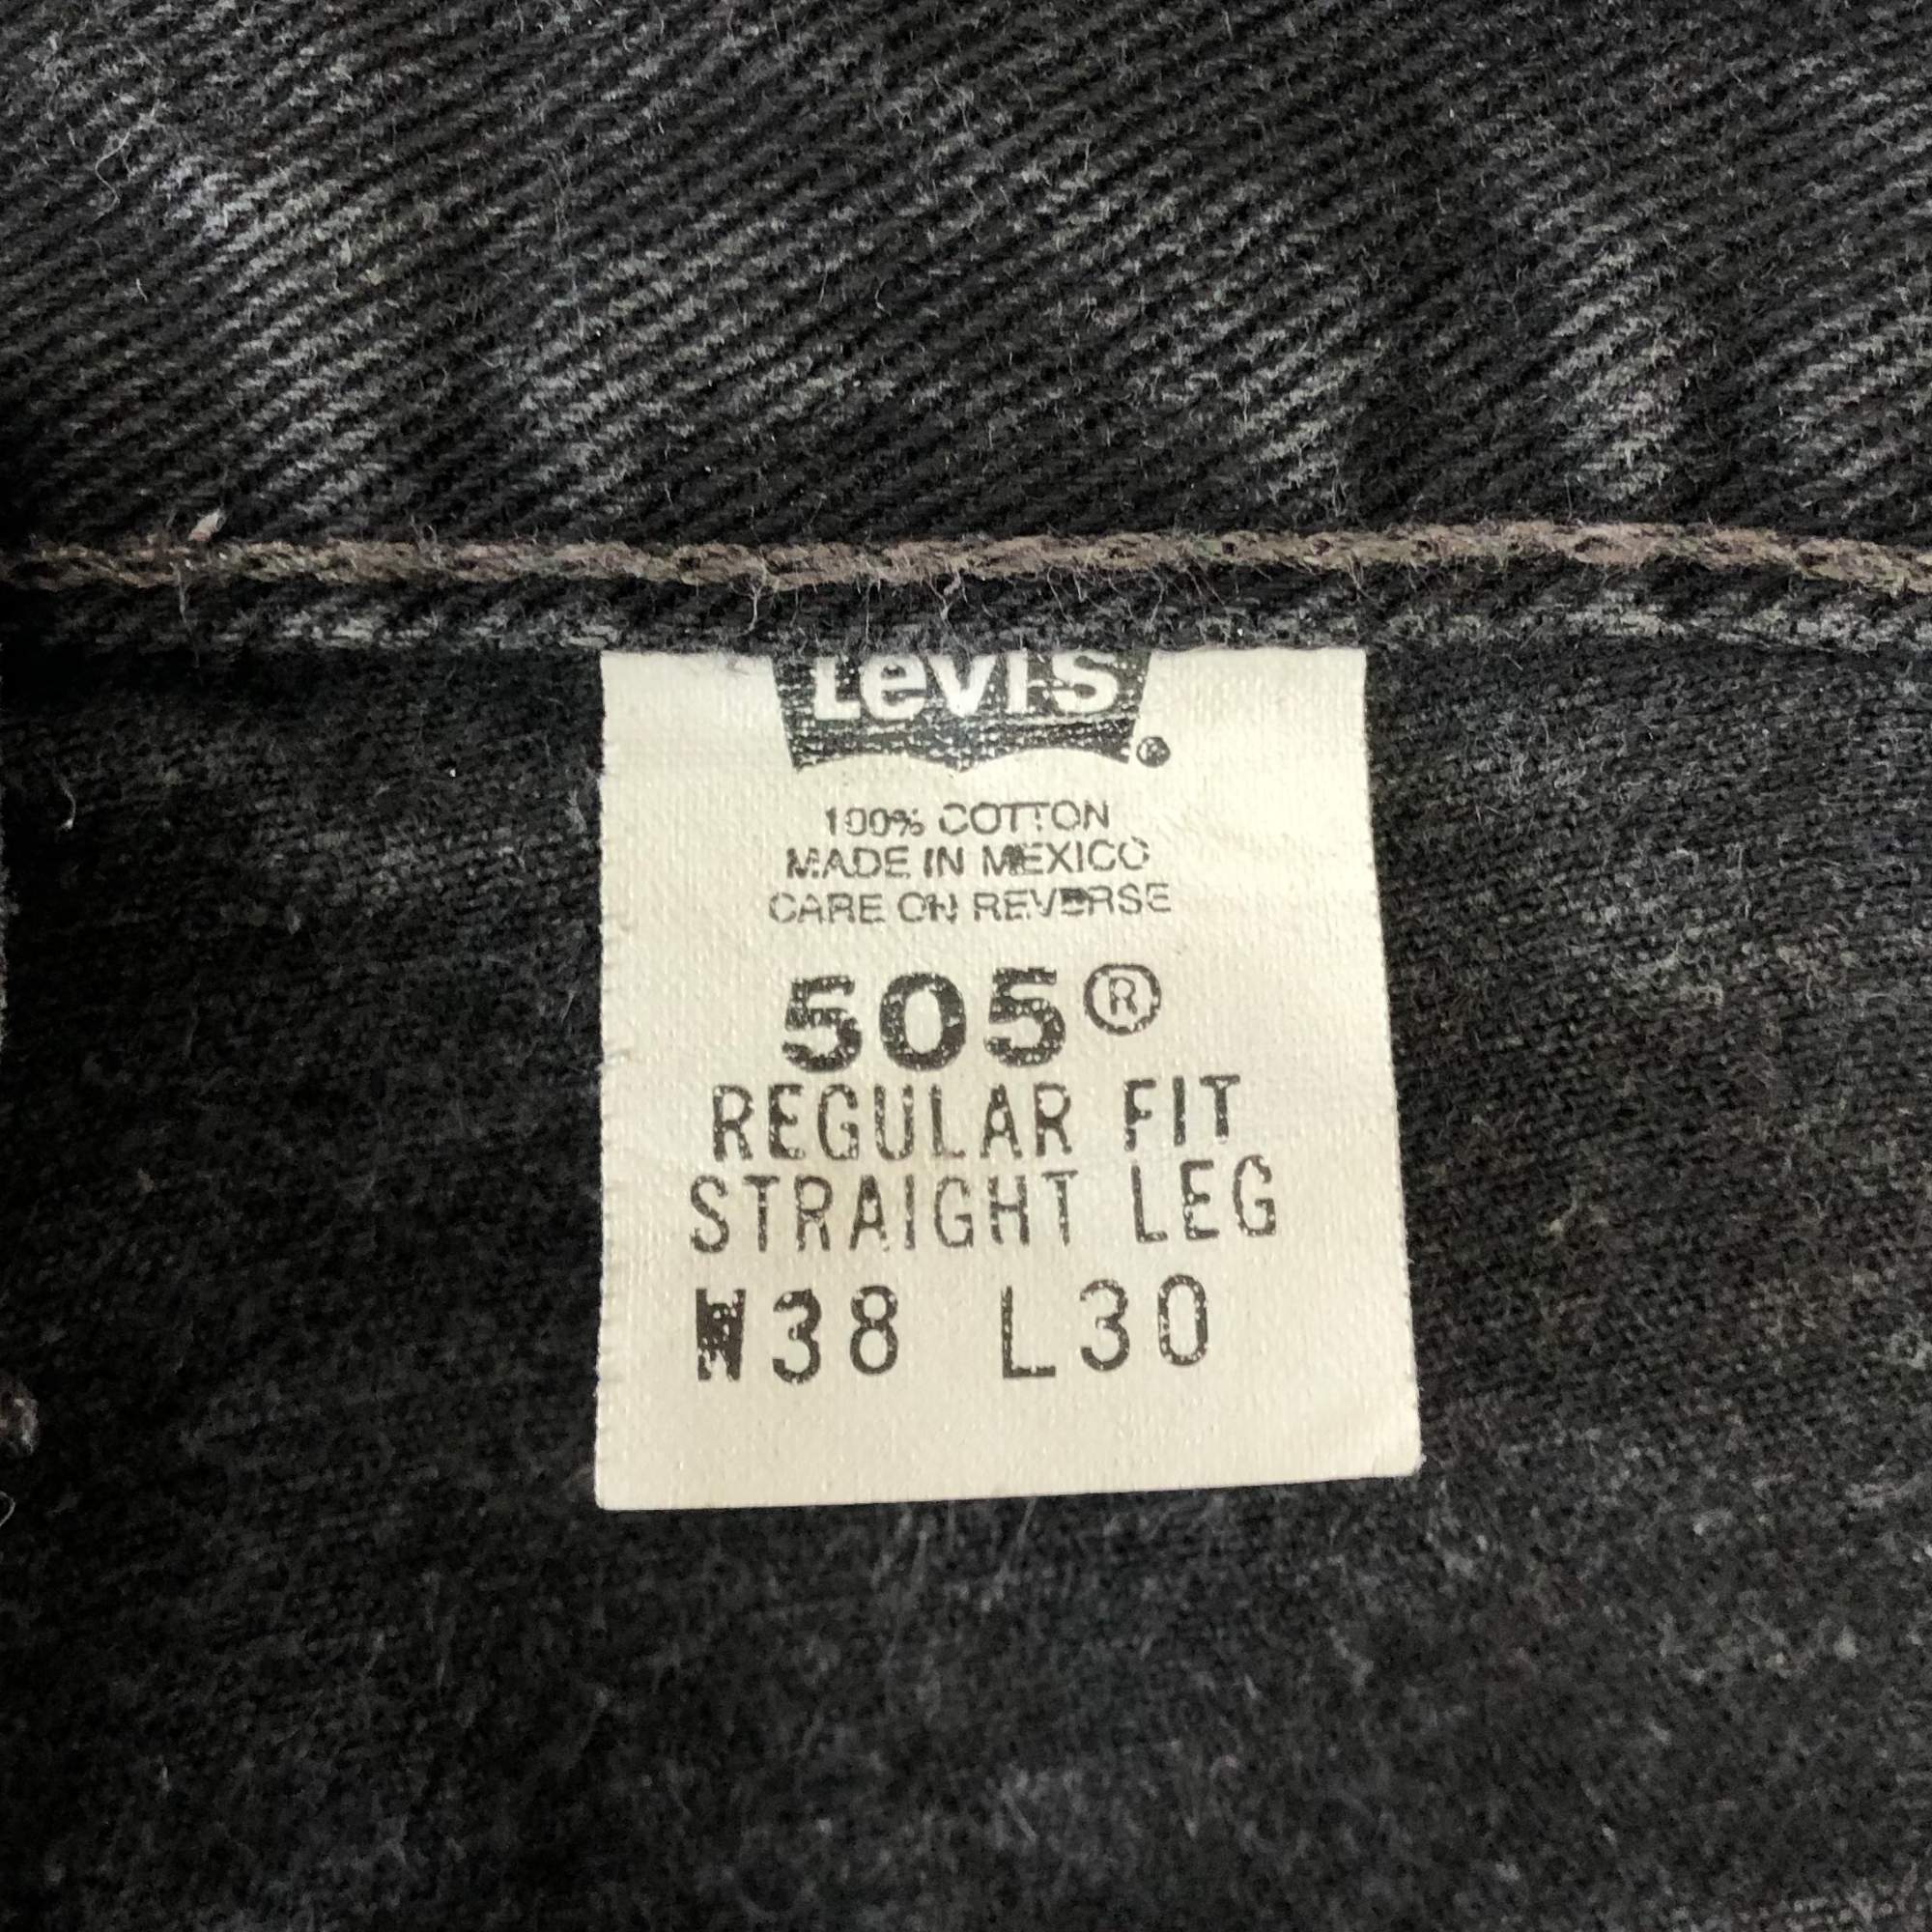 Levi's®
100% COTTON
MADE IN MEXICO
CARE ON REVERSE
505®
REGULAR FIT
STRAIGHT LEG
W38 L30